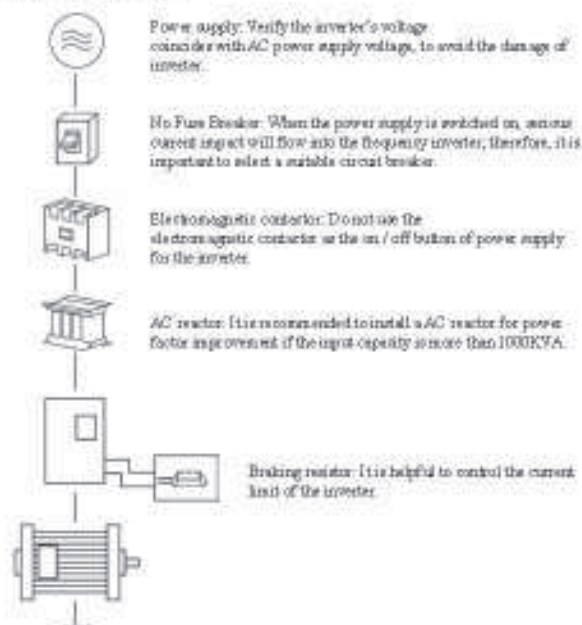 Power supply: Verify the inverter's voltage
coincides with AC power supply voltage, to avoid the damage of
inverter.
No Fuse Breaker: When the power supply is switched on, serious
current impact will flow into the frequency inverter, therefore, it is
important to select a suitable circuit breaker.
Electromagnetic contactor: Do not use the
electromagnetic contactor as the on / off button of power supply
for the inverter.
AC reactor: It is recommended to install a AC reactor for power
factor improvement if the input capacity is more than 1000KVA.
Braking resistor: It is helpful to control the current
limit of the inverter.